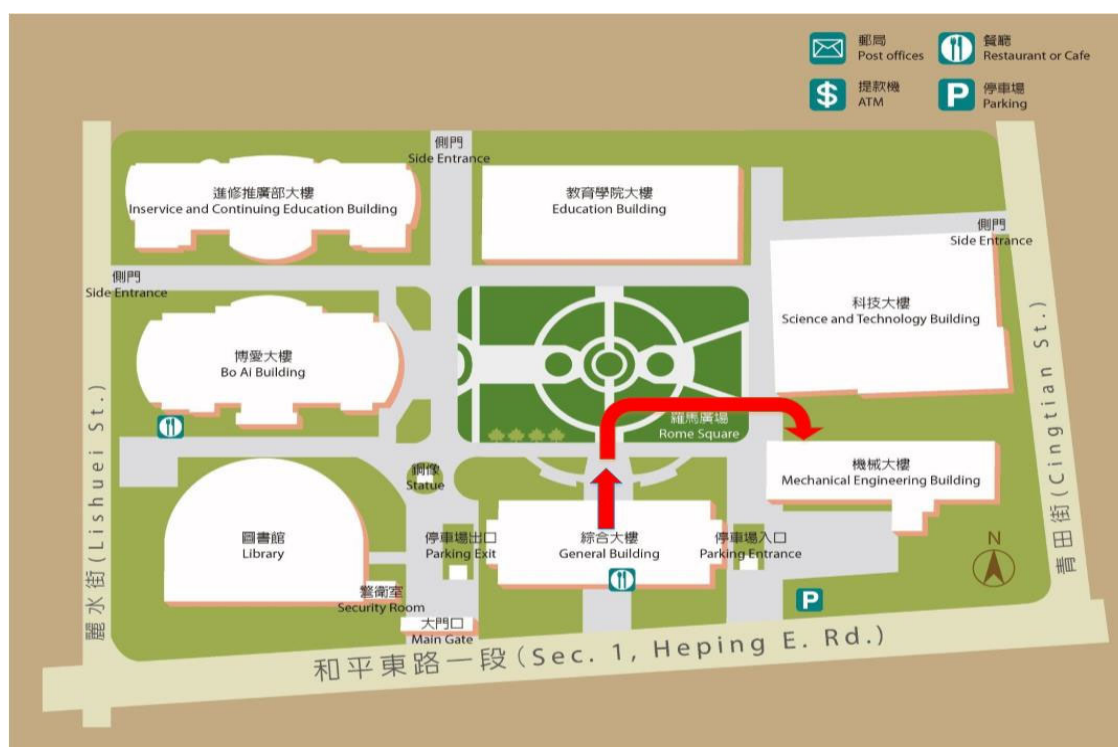 郵局
Post offices
餐廳
Restaurant or Cafe
$
提款機
ATM
P
停車場
Parking
側門
Side Entrance
進修推廣部大樓
Inservice and Continuing Education Building
教育學院大樓
Education Building
側門
Side Entrance
側門
Side Entrance
科技大樓
Science and Technology Building
博愛大樓
Bo Ai Building
羅馬廣場
Rome Square
機械大樓
Mechanical Engineering Building
銅像
Statue
圖書館
Library
停車場出口
Parking Exit
綜合大樓
General Building
停車場入口
Parking Entrance
N
警衛室
Security Room
P
大門口
Main Gate
麗水街(Lishuei St.)
青田街(Cingtian St.)
和平東路一段(Sec. 1, Heping E. Rd.)